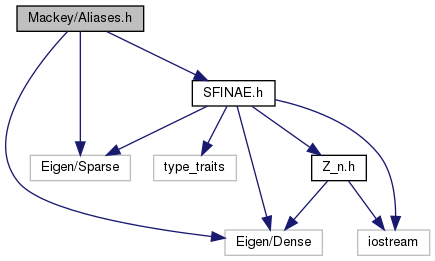 Mackey/Aliases.h
SFINAE.h
Eigen/Sparse
type_traits
Z_n.h
Eigen/Dense
iostream